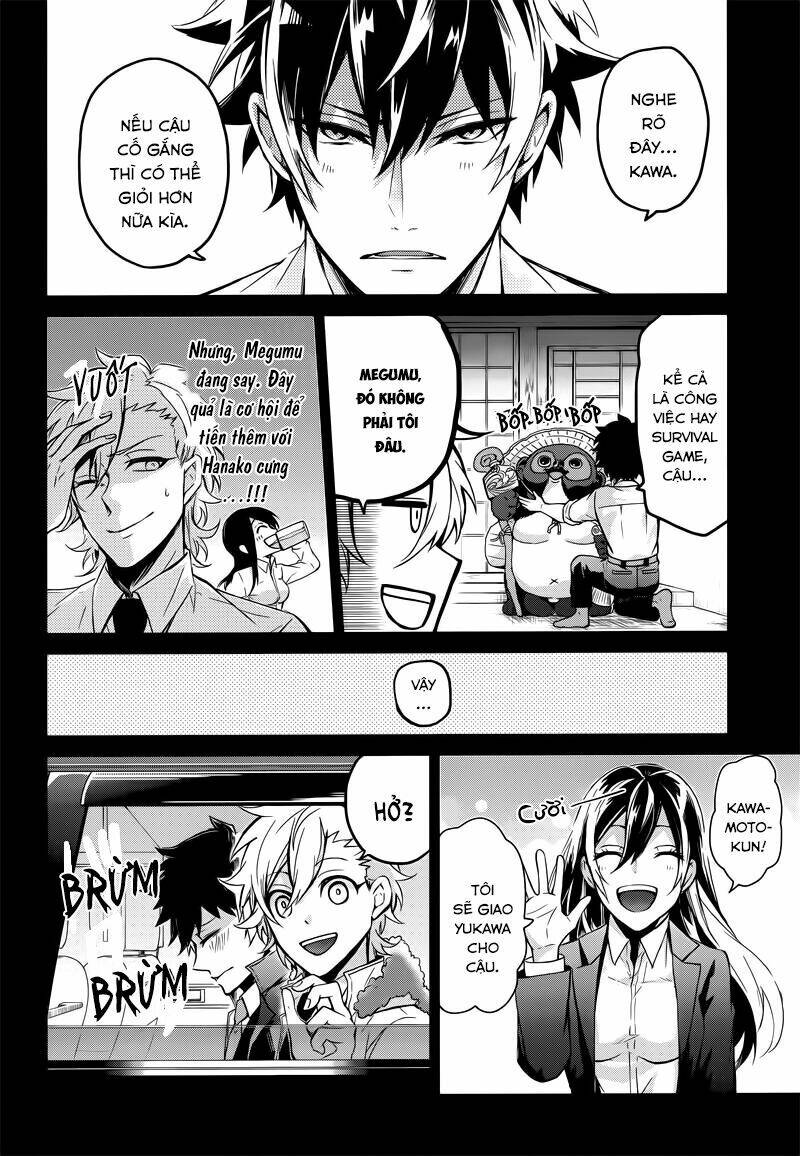 NGHE
RÕ
ĐÂY...
KAWA.
NẾU CẬU
CỐ GẮNG
THÌ CÓ THỂ
GIỎI HƠN
NỮA KÌA.
KỂ CẢ
LÀ CÔNG
VIỆC HAY
SURVIVAL
GAME,
CẬU...
BỐP BỐP BỐP
MEGUMU,
ĐÓ KHÔNG
PHẢI TÔI
ĐÂU.
Nhưng, Megumu
đang say. Đây
quả là cơ hội để
tiến thêm với
Hanako cưng
...!!!
VUỐT
VẬY
...
KAWA-
MOTO-
KUN!
Cười
TÔI
SẼ GIAO
YUKAWA
CHO
CẬU.
HỞ?
BRỪM
BRỪM